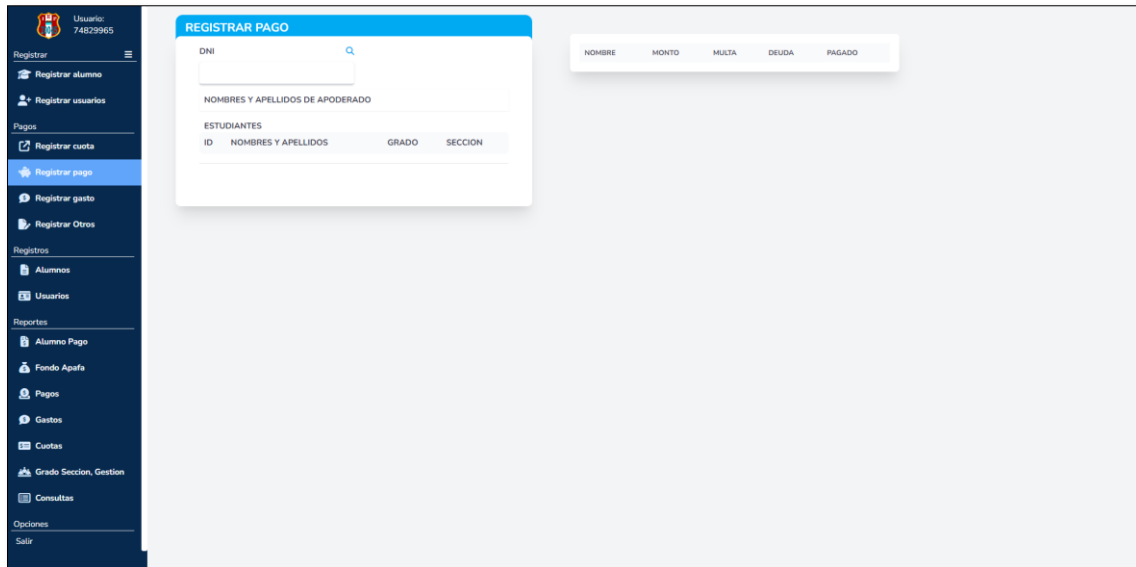 Usuario:
74829965
Registrar
Registrar alumno
Registrar usuarios
Pagos
Registrar cuota
Registrar pago
Registrar gasto
Registrar Otros
Registros
Alumnos
Usuarios
Reportes
Alumno Pago
Fondo Apafa
Pagos
Gastos
Cuotas
Grado Seccion, Gestion
Consultas
Opciones
Salir
REGISTRAR PAGO
DNI
NOMBRES Y APELLIDOS DE APODERADO
ESTUDIANTES
ID NOMBRES Y APELLIDOS GRADO SECCION
NOMBRE MONTO MULTA DEUDA PAGADO